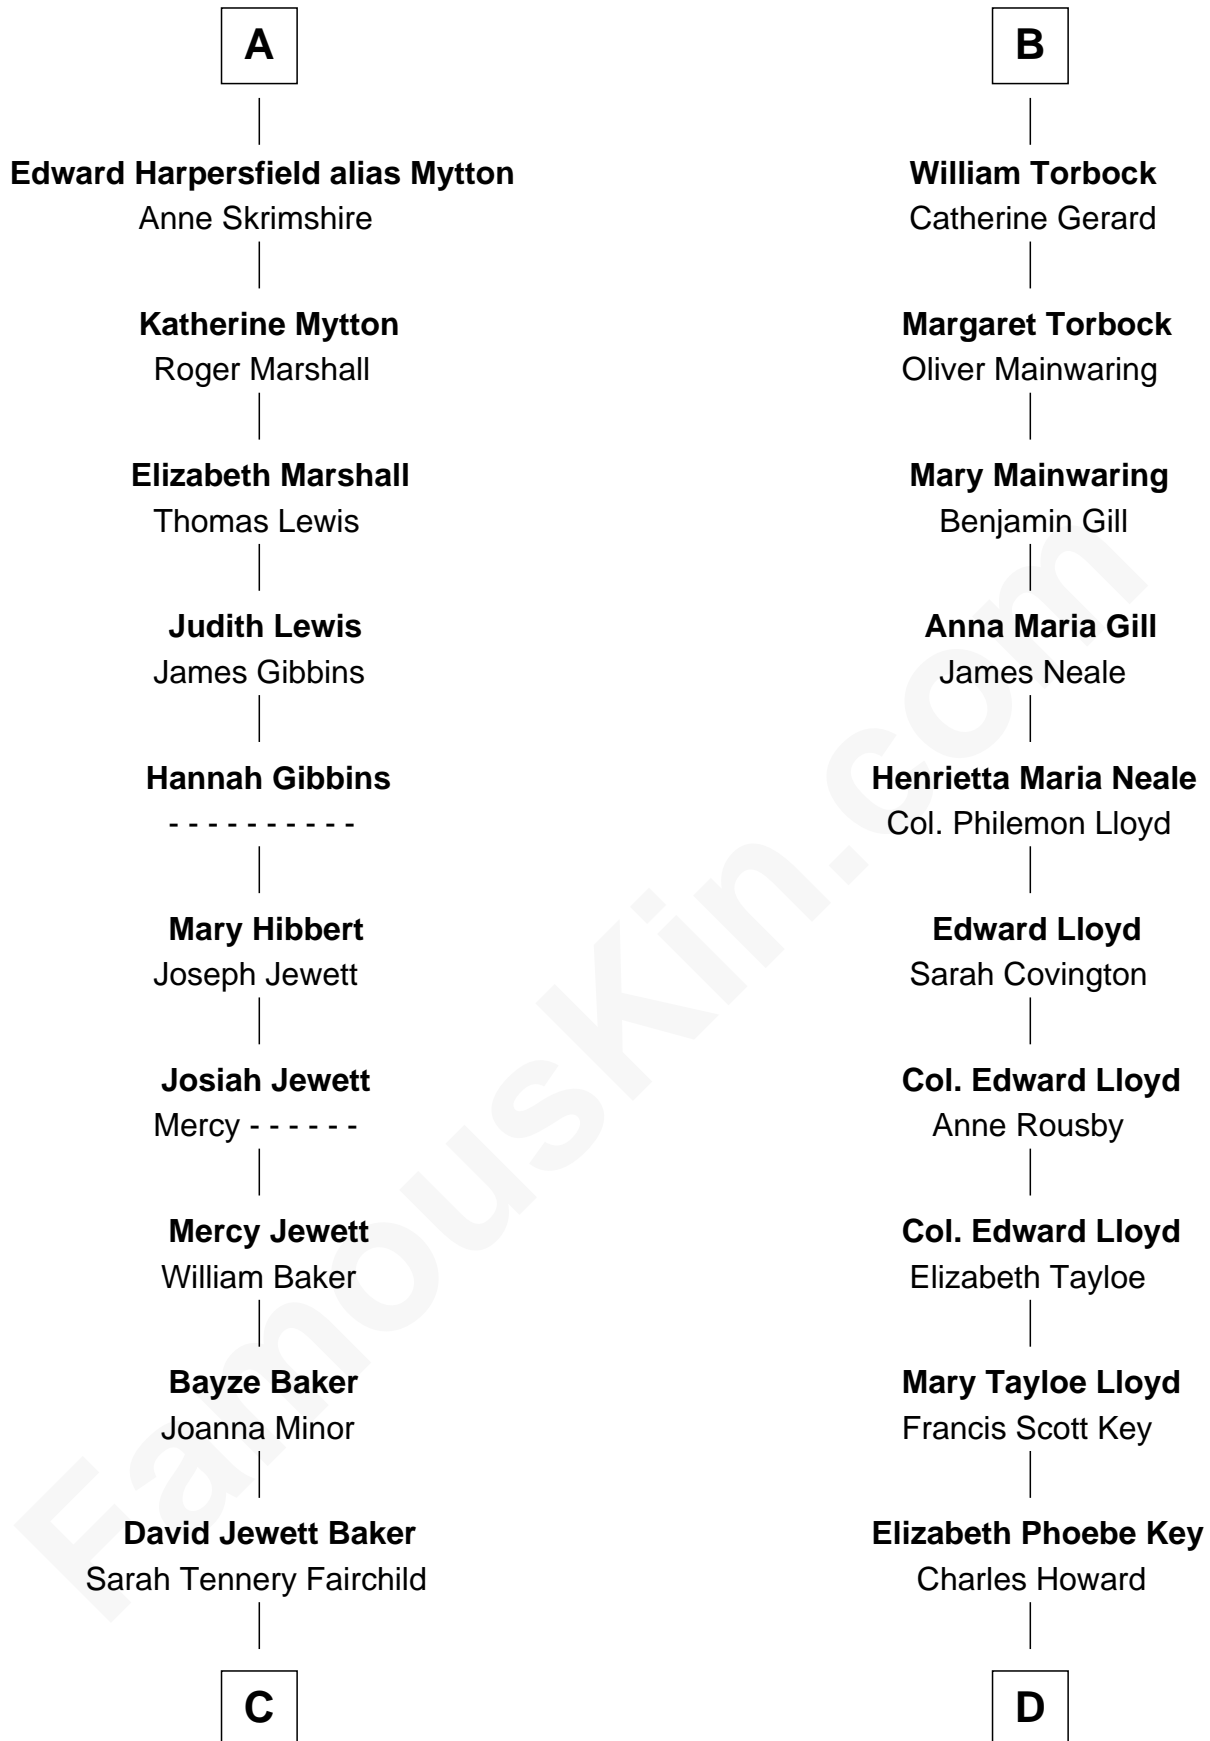 A
Edward Harpersfield alias Mytton
Anne Skrimshire
Katherine Mytton
Roger Marshall
Elizabeth Marshall
Thomas Lewis
Judith Lewis
James Gibbins
Hannah Gibbins
- - - - - - - - - -
Mary Hibbert
Joseph Jewett
Josiah Jewett
Mercy - - - - - -
Mercy Jewett
William Baker
Bayze Baker
Joanna Minor
David Jewett Baker
Sarah Tennery Fairchild
C
B
William Torbock
Catherine Gerard
Margaret Torbock
Oliver Mainwaring
Mary Mainwaring
Benjamin Gill
Anna Maria Gill
James Neale
Henrietta Maria Neale
Col. Philemon Lloyd
Edward Lloyd
Sarah Covington
Col. Edward Lloyd
Anne Rousby
Col. Edward Lloyd
Elizabeth Tayloe
Mary Tayloe Lloyd
Francis Scott Key
Elizabeth Phoebe Key
Charles Howard
D
FamousKin.com